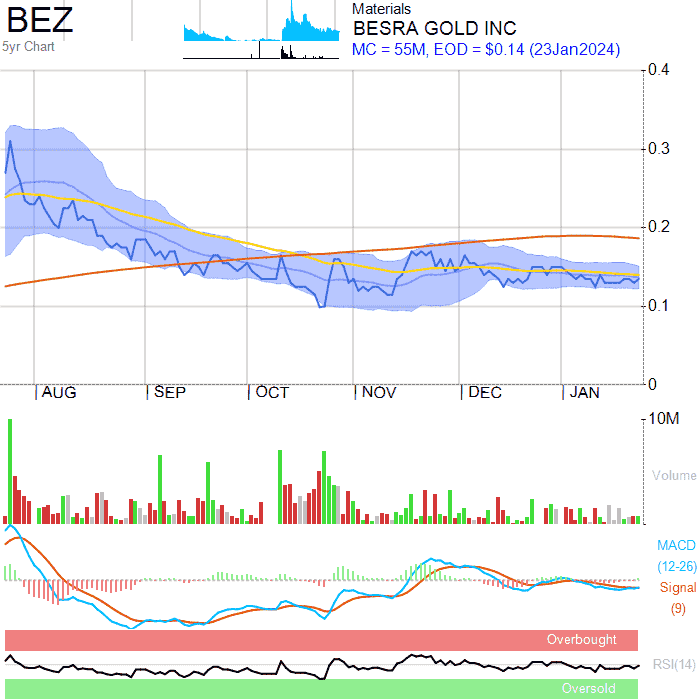 BEZ
5yr Chart
Materials
BESRA GOLD INC
MC = 55M, EOD = $0.14 (23Jan2024)
0.4
0.3
0.2
0.1
0
AUG SEP OCT NOV DEC JAN
10M
Volume
MACD
(12-26)
Signal
(9)
Overbought
RSI(14)
Oversold